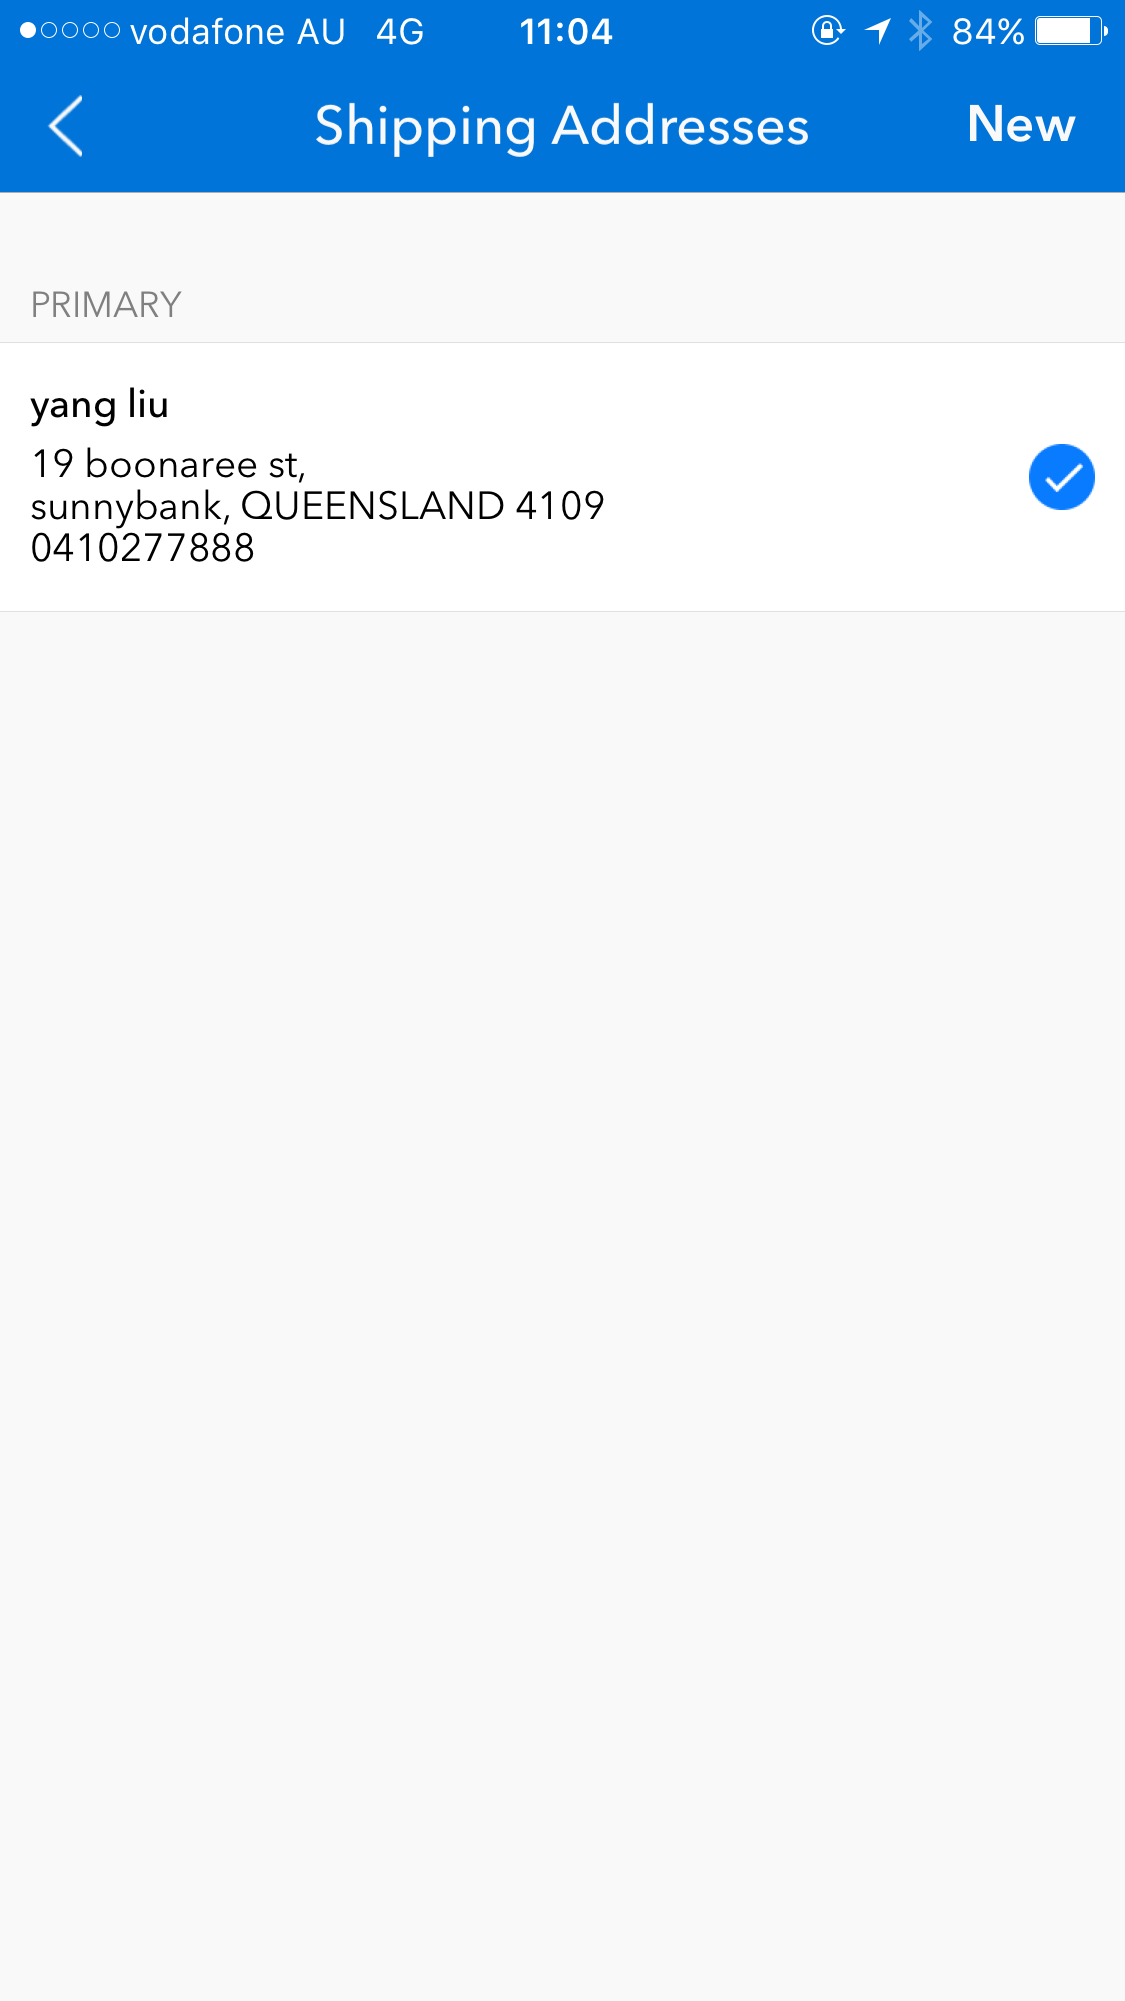 vodafone AU 4G 11:04 84%
Shipping Addresses New
PRIMARY
yang liu
19 boonaree st,
sunnybank, QUEENSLAND 4109
0410277888